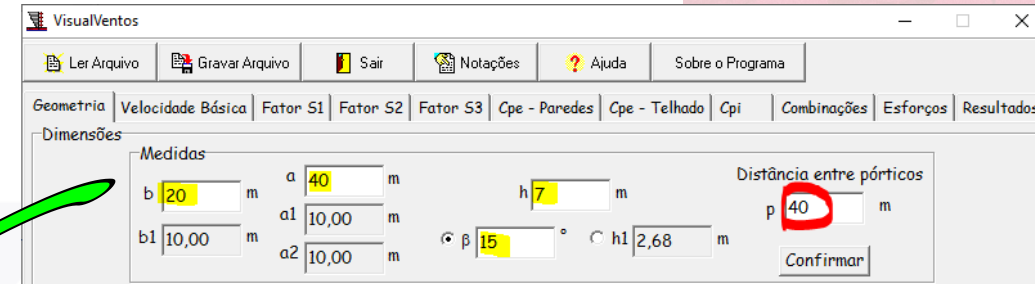 VisualVentos
Ler Arquivo Gravar Arquivo Sair Notações ? Ajuda Sobre o Programa
Geometria Velocidade Básica Fator S1 Fator S2 Fator S3 Cpe - Paredes Cpe - Telhado Cpi Combinações Esforços Resultados
Dimensões
Medidas
b 20 m a 40 m h 7 m Distância entre pórticos
p 40 m
b1 10,00 m a1 10,00 m β 15 ° h1 2,68 m
a2 10,00 m Confirmar